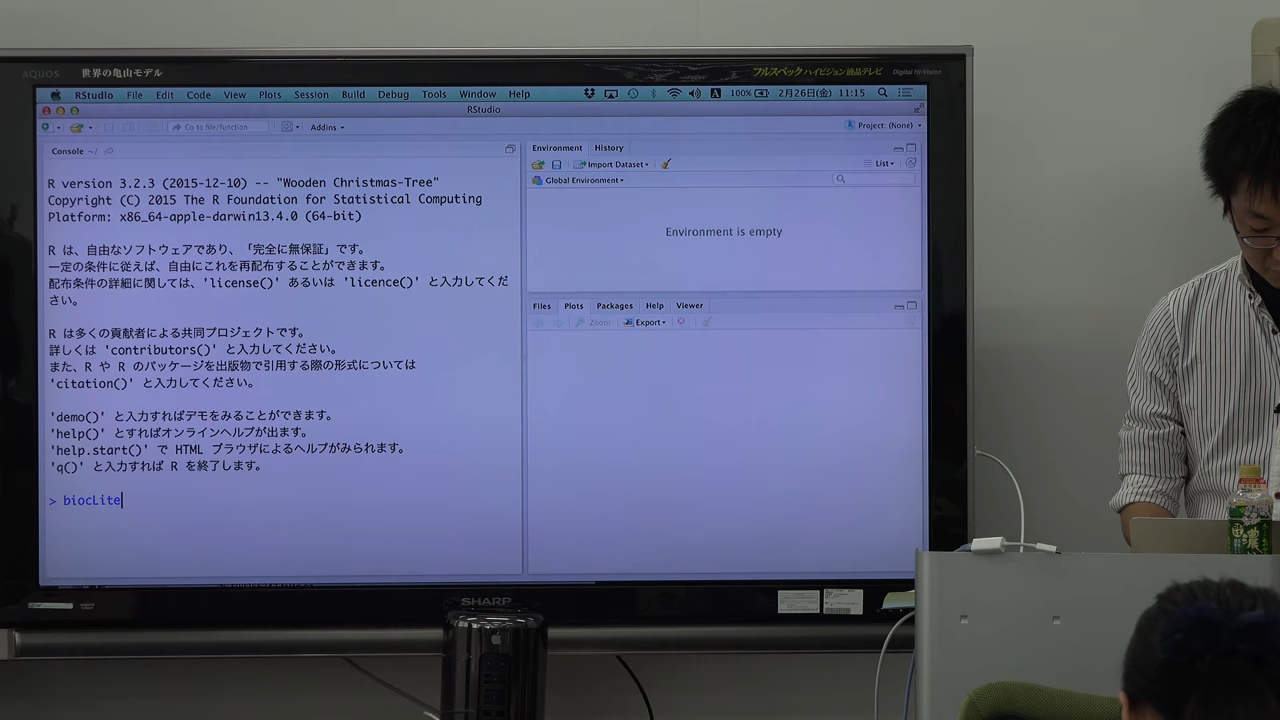 AQUOS 世界の亀山モデル
フルスペックハイビジョン液晶テレビ Digital Hi-Vision
RStudio File Edit Code View Plots Session Build Debug Tools Window Help
100% 2月26日(金) 11:15
RStudio
Go to file/function Addins
Project: (None)
Console ~/
R version 3.2.3 (2015-12-10) -- "Wooden Christmas-Tree"
Copyright (C) 2015 The R Foundation for Statistical Computing
Platform: x86_64-apple-darwin13.4.0 (64-bit)
R は、自由なソフトウェアであり、「完全に無保証」です。
一定の条件に従えば、自由にこれを再配布することができます。
配布条件の詳細に関しては、'license()' あるいは 'licence()' と入力してくだ
さい。
R は多くの貢献者による共同プロジェクトです。
詳しくは 'contributors()' と入力してください。
また、R や R のパッケージを出版物で引用する際の形式については
'citation()' と入力してください。
'demo()' と入力すればデモをみることができます。
'help()' とすればオンラインヘルプが出ます。
'help.start()' で HTML ブラウザによるヘルプがみられます。
'q()' と入力すれば R を終了します。
> biocLite
Environment History
Import Dataset
List
Global Environment
Environment is empty
Files Plots Packages Help Viewer
Zoom Export
SHARP
濃